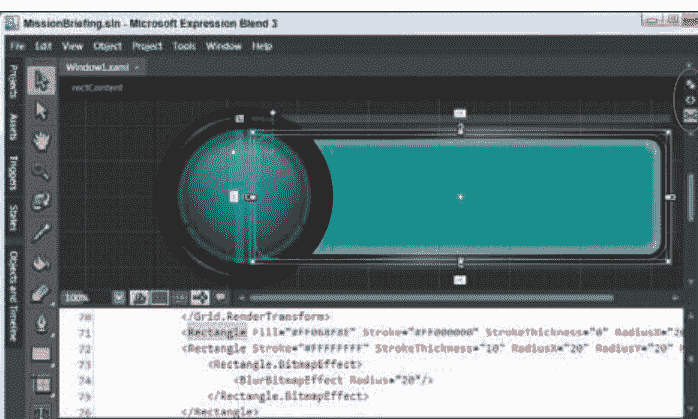 MissionBriefing.sln - Microsoft Expression Blend 3
File Edit View Object Project Tools Window Help
Window1.xaml
rectContent
Projects
Assets
Triggers
Styles
Objects and Timeline
100%
70 </Grid.RenderTransform>
71 <Rectangle Fill="#FF068F8E" Stroke="#FF000000" StrokeThickness="0" RadiusX="20
72 <Rectangle Stroke="#FFFFFFFF" StrokeThickness="10" RadiusX="20" RadiusY="20"
73 <Rectangle.BitmapEffect>
74 <BlurBitmapEffect Radius="20"/>
75 </Rectangle.BitmapEffect>
76 </Rectangle>